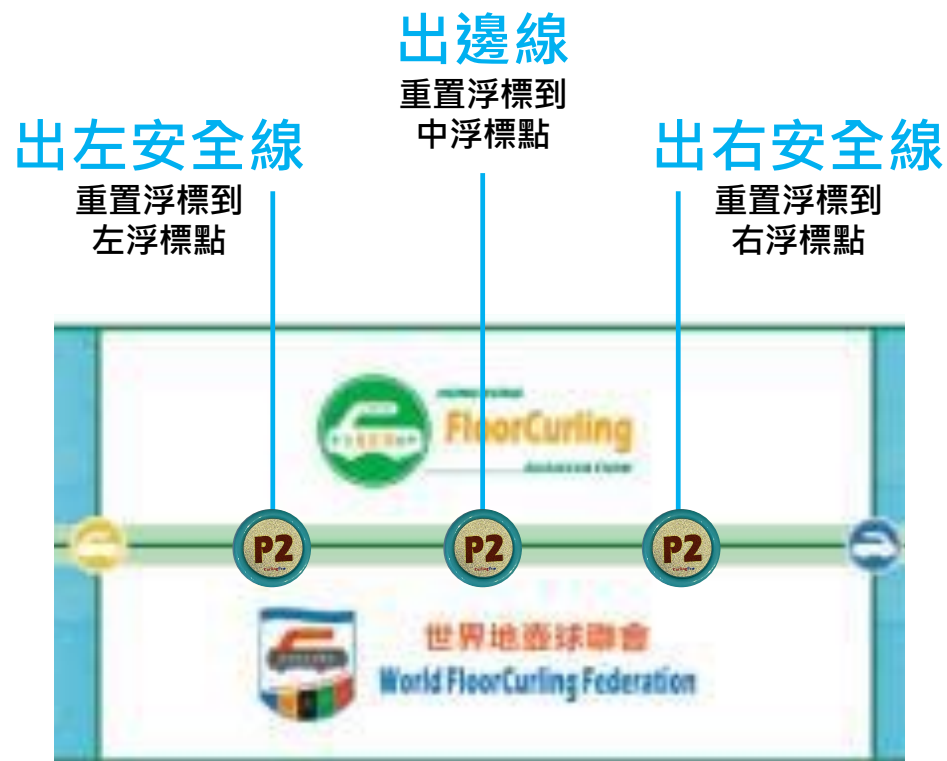 出邊線
重置浮標到
中浮標點
出左安全線
重置浮標到
左浮標點
出右安全線
重置浮標到
右浮標點
FloorCurling
P2
P2
P2
世界地壺球聯會
World FloorCurling Federation